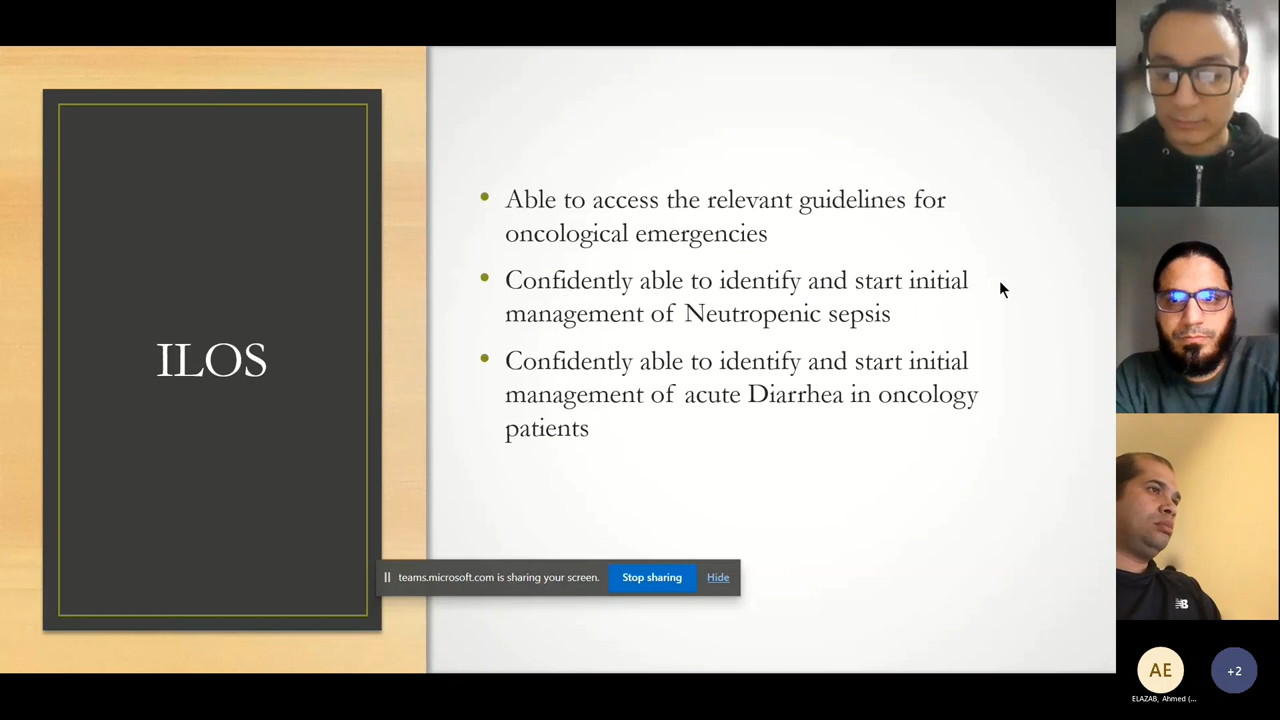 ILOS
Able to access the relevant guidelines for
oncological emergencies
Confidently able to identify and start initial
management of Neutropenic sepsis
Confidently able to identify and start initial
management of acute Diarrhea in oncology
patients
teams.microsoft.com is sharing your screen.
Stop sharing
Hide
AE
+2
ELAZAB, Ahmed (...